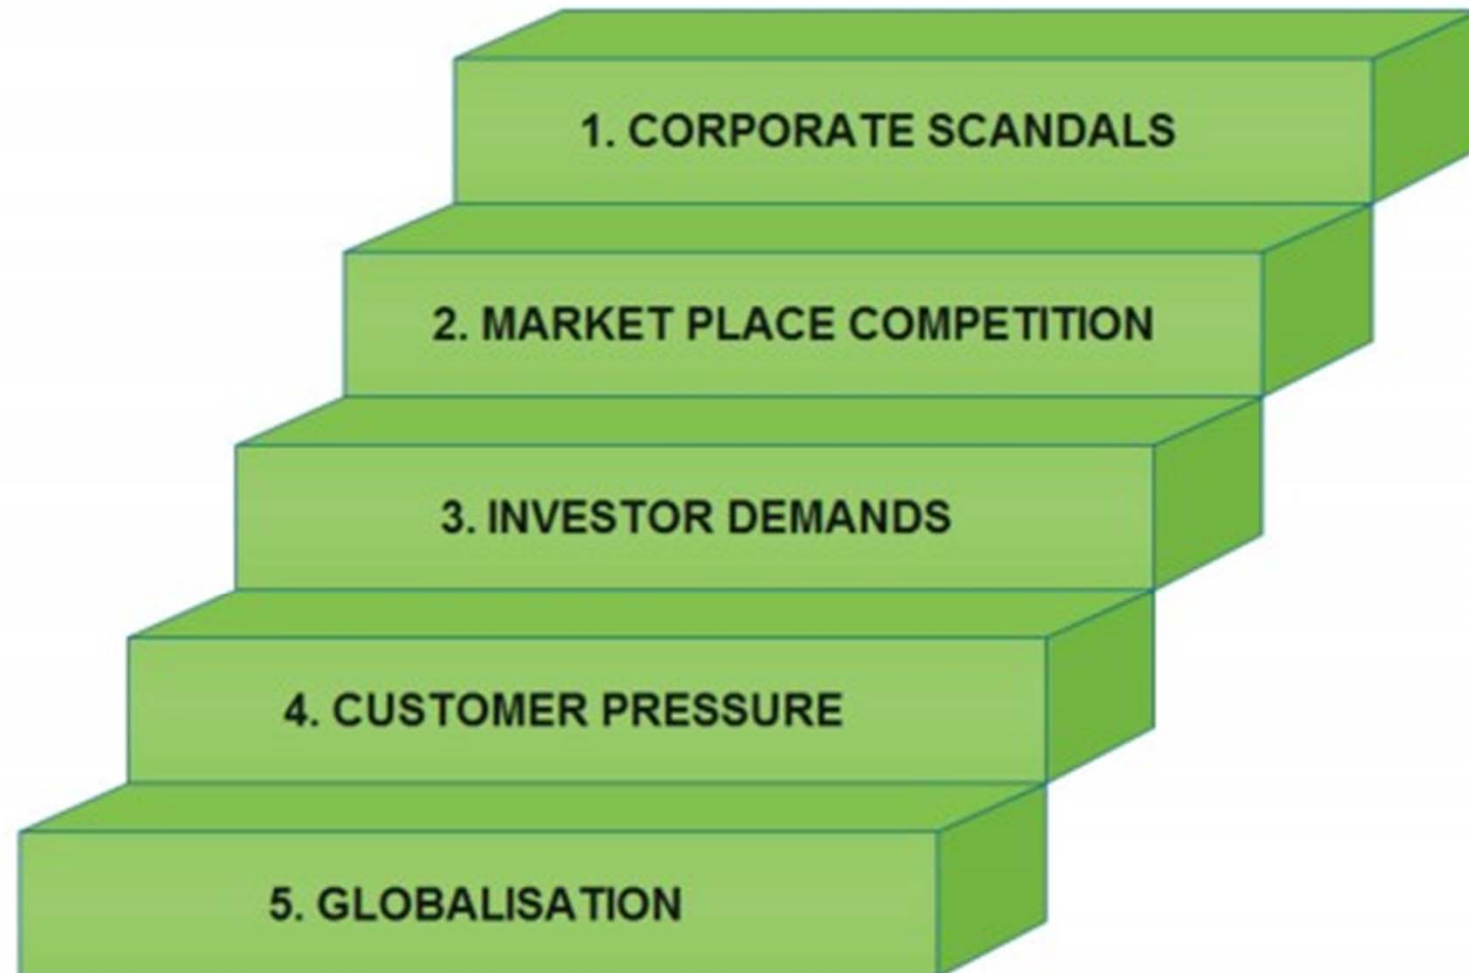 1. CORPORATE SCANDALS
2. MARKET PLACE COMPETITION
3. INVESTOR DEMANDS
4. CUSTOMER PRESSURE
5. GLOBALISATION